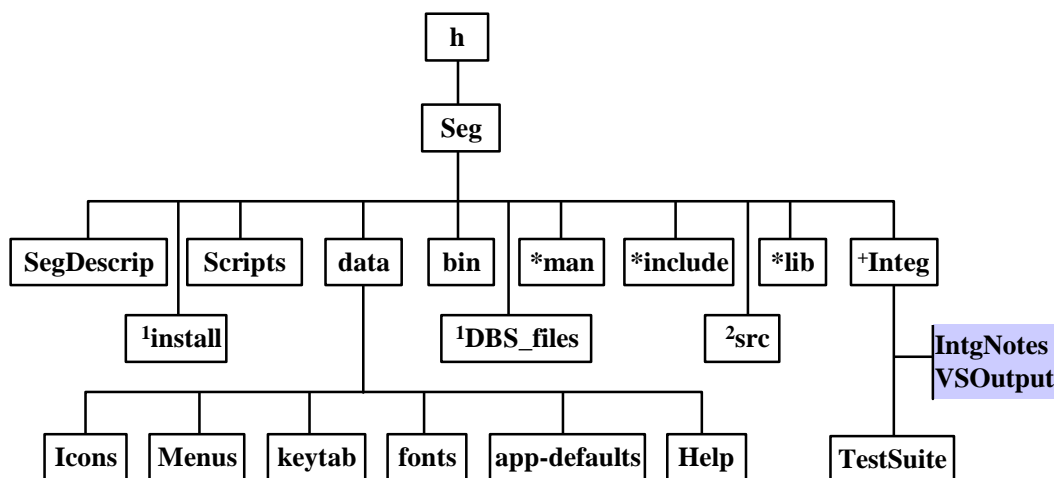 h
Seg
SegDescrip
Scripts
data
bin
*man
*include
*lib
+Integ
1install
1DBS_files
2src
IntgNotes
VSOutput
Icons
Menus
keytab
fonts
app-defaults
Help
TestSuite